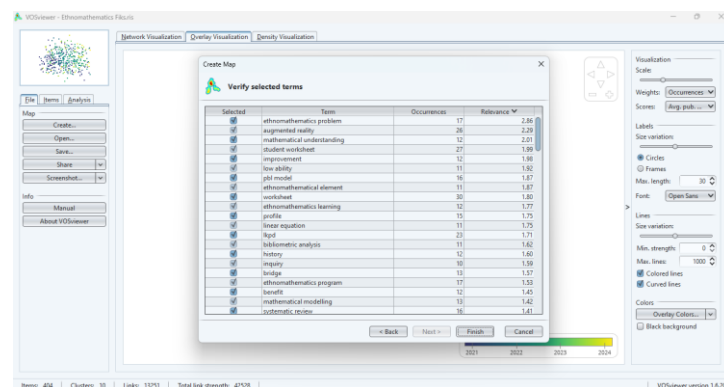 VOSviewer - Ethnomathematics Fiks.ris
Network Visualization Overlay Visualization Density Visualization
File Items Analysis
Map
Create...
Open...
Save...
Share
Screenshot...
Info
Manual
About VOSviewer
Create Map
Verify selected terms
Selected Term Occurrences Relevance
ethnomathematics problem 17 2.86
augmented reality 26 2.29
mathematical understanding 12 2.01
student worksheet 27 1.99
improvement 12 1.98
low ability 11 1.92
pbl model 16 1.87
ethnomathematical element 11 1.87
worksheet 30 1.80
ethnomathematics learning 12 1.77
profile 15 1.75
linear equation 11 1.75
lkpd 23 1.71
bibliometric analysis 11 1.62
history 12 1.60
inquiry 10 1.59
bridge 13 1.57
ethnomathematics program 17 1.53
benefit 12 1.45
mathematical modelling 13 1.42
systematic review 16 1.41
< Back Next > Finish Cancel
2021 2022 2023 2024
Visualization
Scale:
Weights: Occurrences
Scores: Avg. pub. ...
Labels
Size variation:
Circles
Frames
Max. length: 30
Font: Open Sans
Lines
Size variation:
Min. strength: 0
Max. lines: 1000
Colored lines
Curved lines
Colors
Overlay Colors...
Black background
Items: 404 Clusters: 10 Links: 13251 Total link strength: 42528